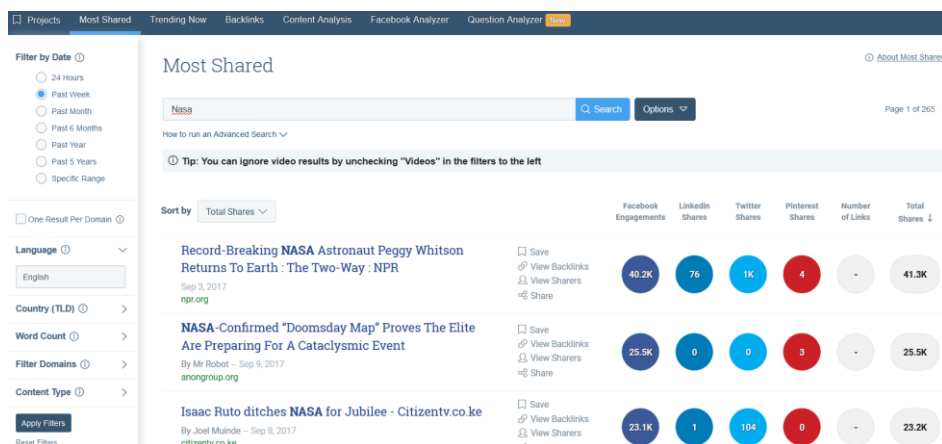 Projects Most Shared Trending Now Backlinks Content Analysis Facebook Analyzer Question Analyzer New
Filter by Date
24 Hours
Past Week
Past Month
Past 6 Months
Past Year
Past 5 Years
Specific Range
One Result Per Domain
Language
English
Country (TLD)
Word Count
Filter Domains
Content Type
Apply Filters
Reset Filters
Most Shared
About Most Shared
Nasa
Search
Options
Page 1 of 265
How to run an Advanced Search
Tip: You can ignore video results by unchecking "Videos" in the filters to the left
Sort by Total Shares
Facebook Engagements
Linkedin Shares
Twitter Shares
Pinterest Shares
Number of Links
Total Shares ↓
Record-Breaking NASA Astronaut Peggy Whitson
Returns To Earth : The Two-Way : NPR
Sep 3, 2017
npr.org
Save
View Backlinks
View Sharers
Share
40.2K 76 1K 4 - 41.3K
NASA-Confirmed “Doomsday Map” Proves The Elite
Are Preparing For A Cataclysmic Event
By Mr Robot – Sep 9, 2017
anongroup.org
Save
View Backlinks
View Sharers
Share
25.5K 0 0 3 - 25.5K
Isaac Ruto ditches NASA for Jubilee - Citizentv.co.ke
By Joel Muinde – Sep 8, 2017
citizentv.co.ke
Save
View Backlinks
View Sharers
23.1K 1 104 0 - 23.2K